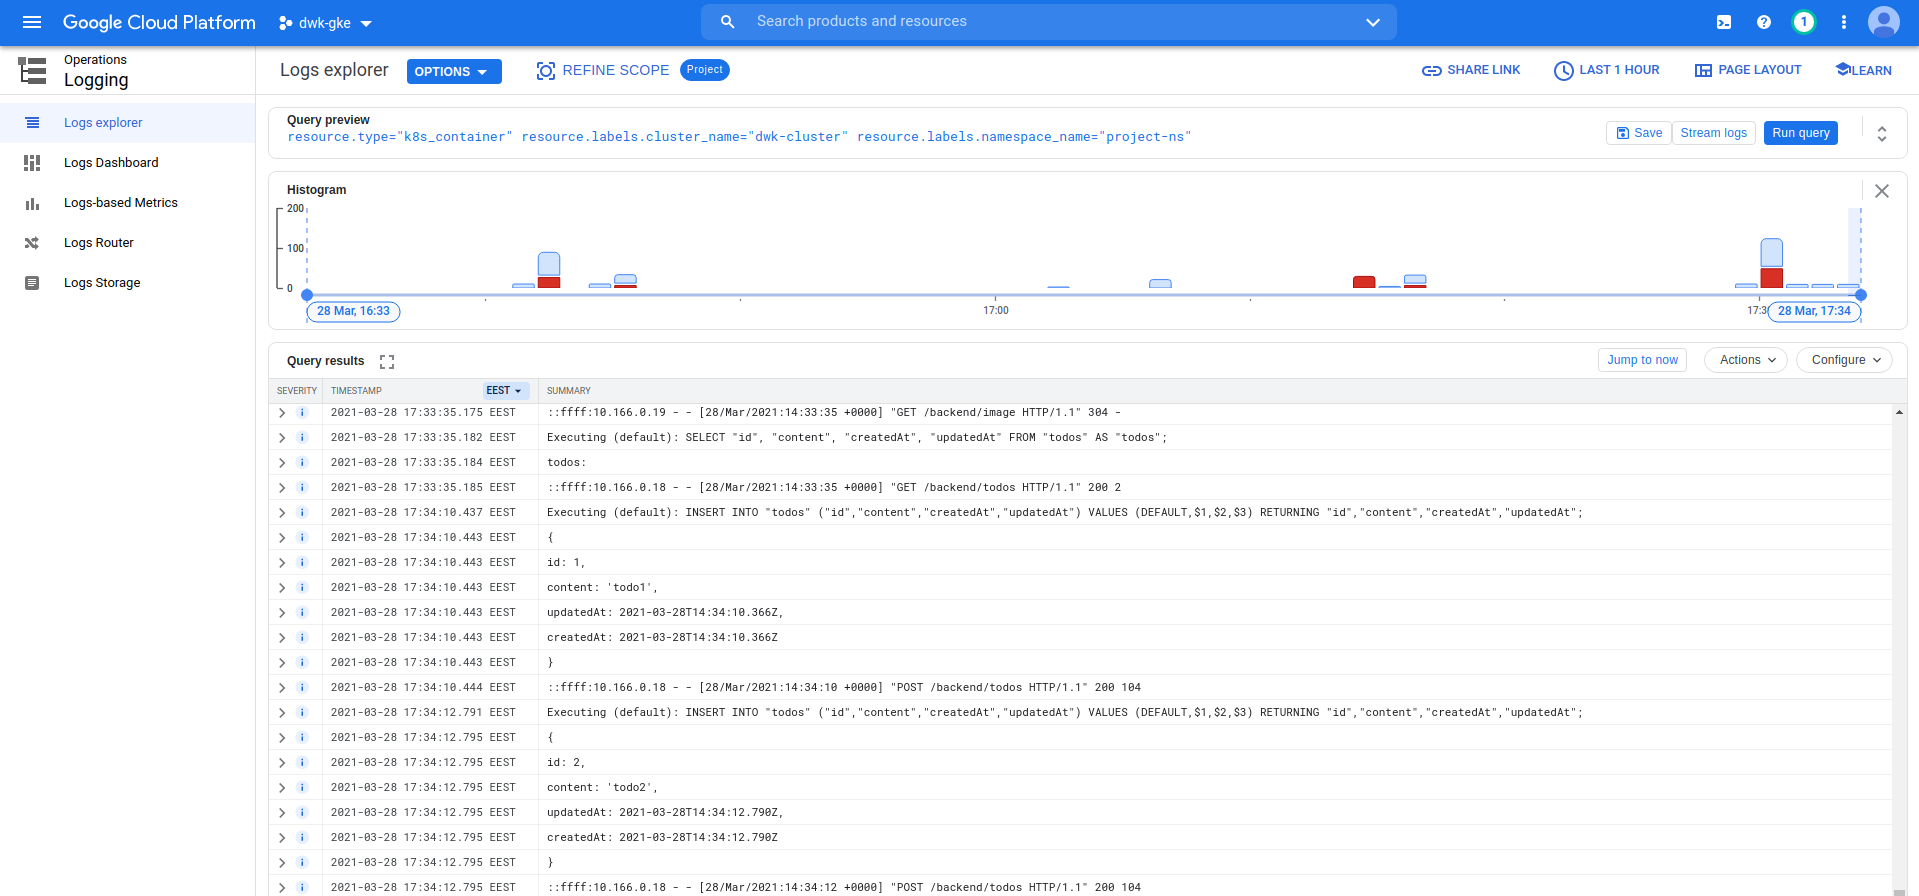 Google Cloud Platform
dwk-gke
Search products and resources
1
Operations
Logging
Logs explorer
OPTIONS
REFINE SCOPE
Project
SHARE LINK
LAST 1 HOUR
PAGE LAYOUT
LEARN
Logs explorer
Logs Dashboard
Logs-based Metrics
Logs Router
Logs Storage
Query preview
resource.type="k8s_container" resource.labels.cluster_name="dwk-cluster" resource.labels.namespace_name="project-ns"
Save
Stream logs
Run query
Histogram
200
100
0
28 Mar, 16:33
17:00
17:3
28 Mar, 17:34
Query results
Jump to now
Actions
Configure
SEVERITY TIMESTAMP EEST SUMMARY
2021-03-28 17:33:35.175 EEST ::ffff:10.166.0.19 - - [28/Mar/2021:14:33:35 +0000] "GET /backend/image HTTP/1.1" 304 -
2021-03-28 17:33:35.182 EEST Executing (default): SELECT "id", "content", "createdAt", "updatedAt" FROM "todos" AS "todos";
2021-03-28 17:33:35.184 EEST todos:
2021-03-28 17:33:35.185 EEST ::ffff:10.166.0.18 - - [28/Mar/2021:14:33:35 +0000] "GET /backend/todos HTTP/1.1" 200 2
2021-03-28 17:34:10.437 EEST Executing (default): INSERT INTO "todos" ("id","content","createdAt","updatedAt") VALUES (DEFAULT,$1,$2,$3) RETURNING "id","content","createdAt","updatedAt";
2021-03-28 17:34:10.443 EEST {
2021-03-28 17:34:10.443 EEST id: 1,
2021-03-28 17:34:10.443 EEST content: 'todo1',
2021-03-28 17:34:10.443 EEST updatedAt: 2021-03-28T14:34:10.366Z,
2021-03-28 17:34:10.443 EEST createdAt: 2021-03-28T14:34:10.366Z
2021-03-28 17:34:10.443 EEST }
2021-03-28 17:34:10.444 EEST ::ffff:10.166.0.18 - - [28/Mar/2021:14:34:10 +0000] "POST /backend/todos HTTP/1.1" 200 104
2021-03-28 17:34:12.791 EEST Executing (default): INSERT INTO "todos" ("id","content","createdAt","updatedAt") VALUES (DEFAULT,$1,$2,$3) RETURNING "id","content","createdAt","updatedAt";
2021-03-28 17:34:12.795 EEST {
2021-03-28 17:34:12.795 EEST id: 2,
2021-03-28 17:34:12.795 EEST content: 'todo2',
2021-03-28 17:34:12.795 EEST updatedAt: 2021-03-28T14:34:12.790Z,
2021-03-28 17:34:12.795 EEST createdAt: 2021-03-28T14:34:12.790Z
2021-03-28 17:34:12.795 EEST }
2021-03-28 17:34:12.795 EEST ::ffff:10.166.0.18 - - [28/Mar/2021:14:34:12 +0000] "POST /backend/todos HTTP/1.1" 200 104